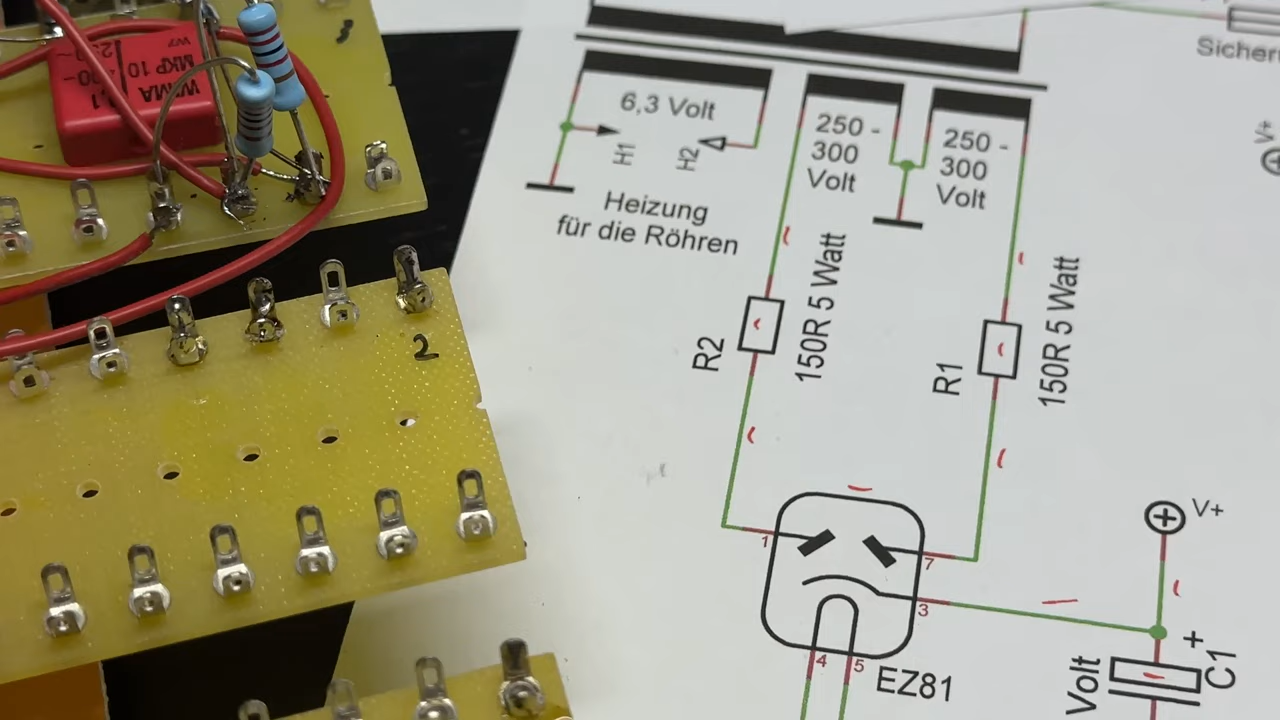 3
WIMA
MKP 10
Sicher
V+
6,3 Volt
H1
H2
Heizung
für die Röhren
250 -
300
Volt
250 -
300
Volt
150R 5 Watt
150R 5 Watt
R2
R1
2
1
7
3
4
5
EZ81
V+
+
C1
Volt